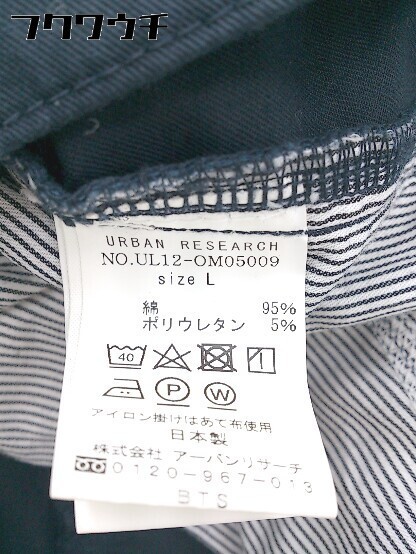 フクワウチ
URBAN RESEARCH
NO.UL12-OM05009
size L
綿 95%
ポリウレタン 5%
40
P W
アイロン掛けはあて布使用
日本製
株式会社 アーバンリサーチ
0120-967-013
BTS